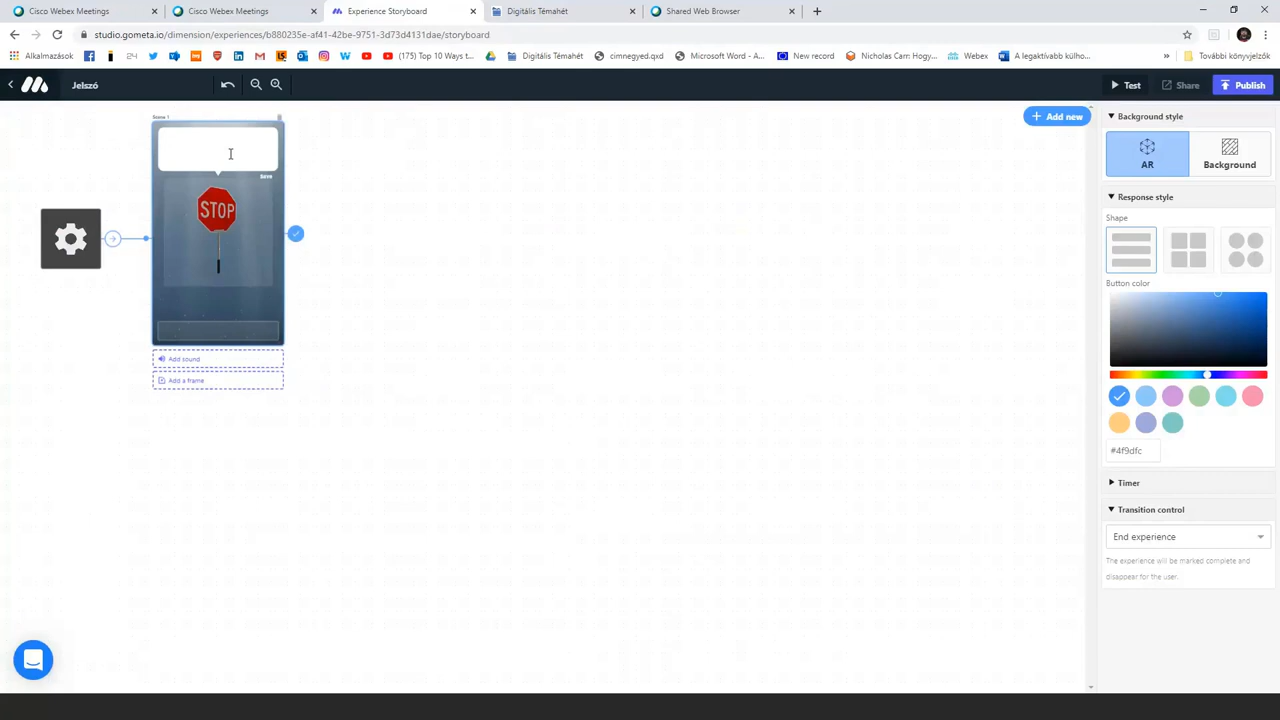 Cisco Webex Meetings
Cisco Webex Meetings
Experience Storyboard
Digitális Témahét
Shared Web Browser
studio.gometa.io/dimension/experiences/b880235e-af41-42be-9751-3d73d4131dae/storyboard
Alkalmazások
24
(175) Top 10 Ways t...
Digitális Témahét
cimnegyed.qxd
Microsoft Word - A...
New record
Nicholas Carr: Hogy...
Webex
A legaktívabb külho...
»
További könyvjelzők
Jelszó
Test
Share
Publish
Scene 1
Add new
Save
STOP
Add sound
Add a frame
Background style
AR
Background
Response style
Shape
Button color
#4f9dfc
Timer
Transition control
End experience
The experience will be marked complete and
disappear for the user.